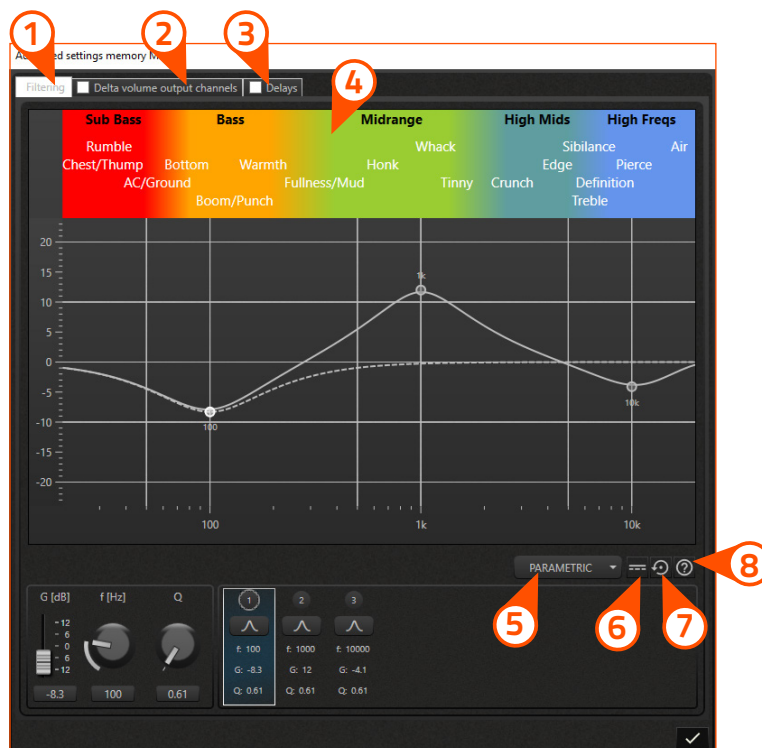 1 2 3
settings memory
Filtering Delta volume output channels Delays
4
Sub Bass Bass Midrange High Mids High Freqs
Rumble Whack Sibilance Air
Chest/Thump Bottom Warmth Honk Edge Pierce
AC/Ground Fullness/Mud Tinny Crunch Definition
Boom/Punch Treble
20
15
1k
10
5
0
-5
10k
-10
100
-15
-20
100 1k 10k
8
PARAMETRIC
5 6 7
G [dB] f [Hz] Q
1 2 3
12
6
0
6
12
f: 100 f: 1000 f: 10000
G: -8.3 G: 12 G: -4.1
-8.3 100 0.61
Q: 0.61 Q: 0.61 Q: 0.61